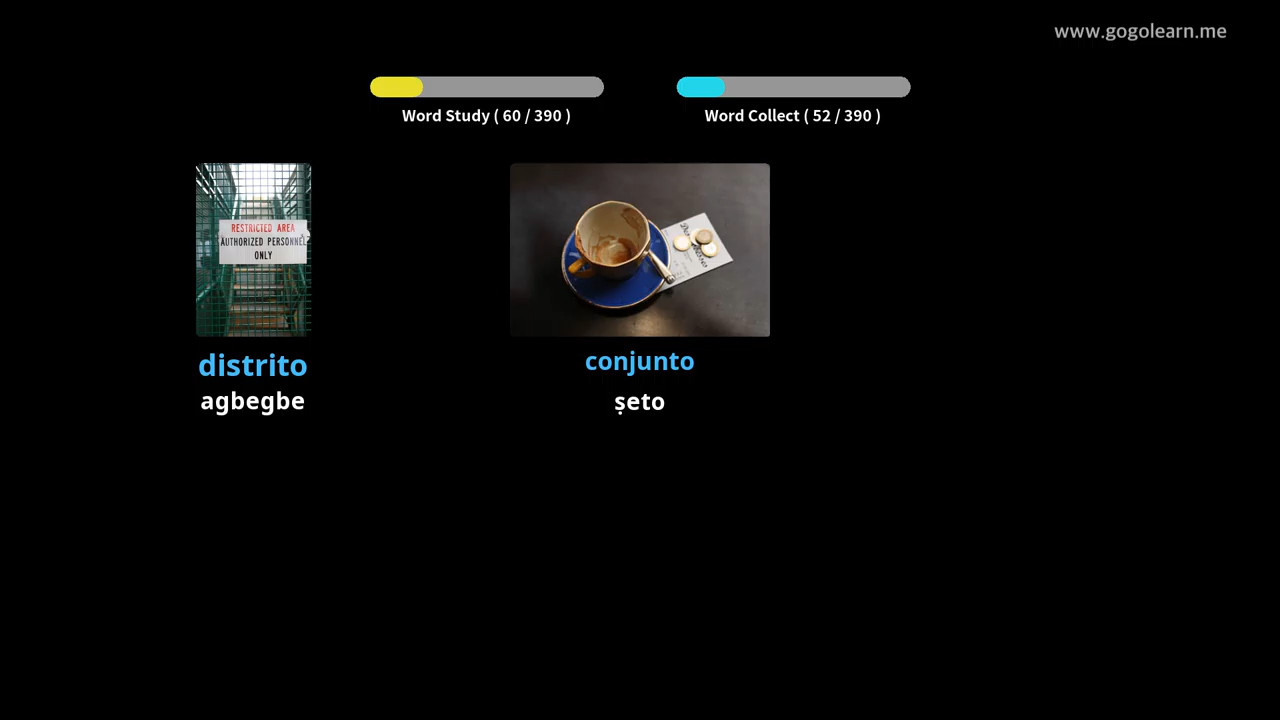 www.gogolearn.me
Word Study ( 60 / 390 )
Word Collect ( 52 / 390 )
RESTRICTED AREA
AUTHORIZED PERSONNEL
ONLY
distrito
agbegbe
conjunto
ṣeto